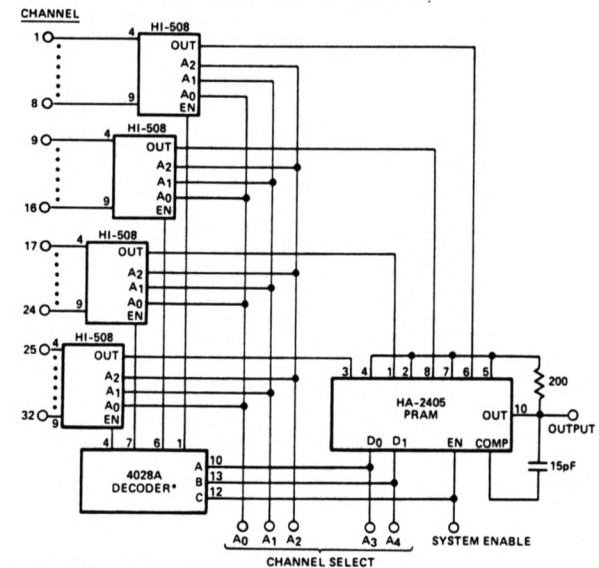 CHANNEL
HI-508
1 4 OUT
A2
A1
A0
8 9 EN
HI-508
9 4 OUT
A2
A1
A0
16 9 EN
HI-508
17 4 OUT
A2
A1
A0
24 9 EN
HI-508
25 4 OUT
A2
A1
A0
32 9 EN
3 4 1 2 8 7 6 5
HA-2405
PRAM
OUT 10
D0 D1 EN COMP
200
OUTPUT
15pF
4 7 6 1
4028A
DECODER*
A 10
B 13
C 12
A0 A1 A2 A3 A4
SYSTEM ENABLE
CHANNEL SELECT